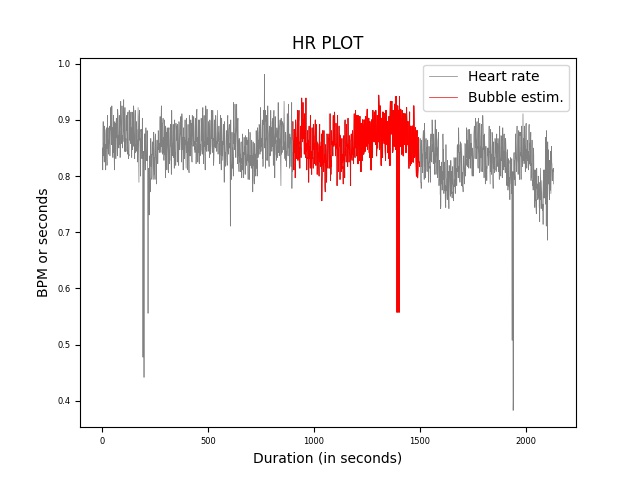 HR PLOT
Heart rate
Bubble estim.
1.0
0.9
0.8
0.7
0.6
0.5
0.4
BPM or seconds
0
500
1000
1500
2000
Duration (in seconds)